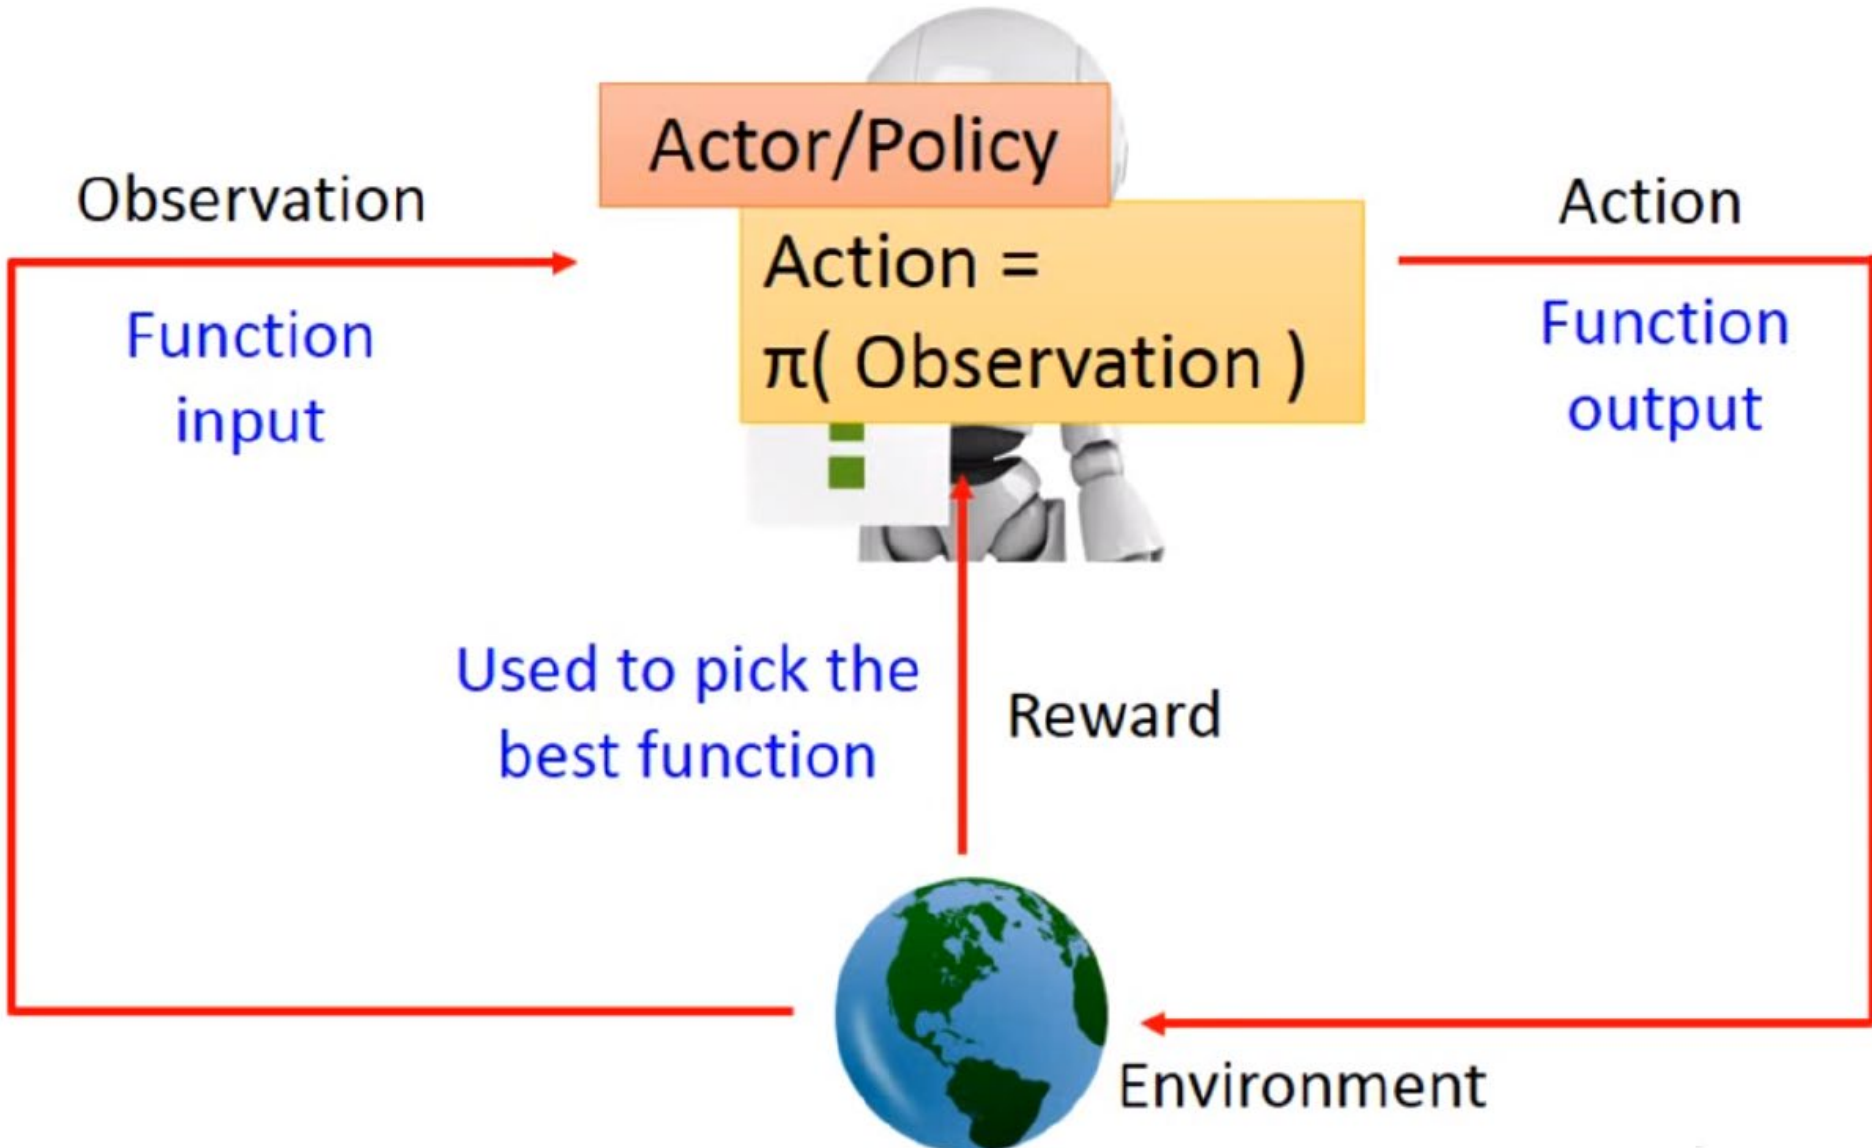 Actor/Policy
Observation
Action =
π( Observation )
Action
Function
input
Function
output
Used to pick the
best function
Reward
Environment